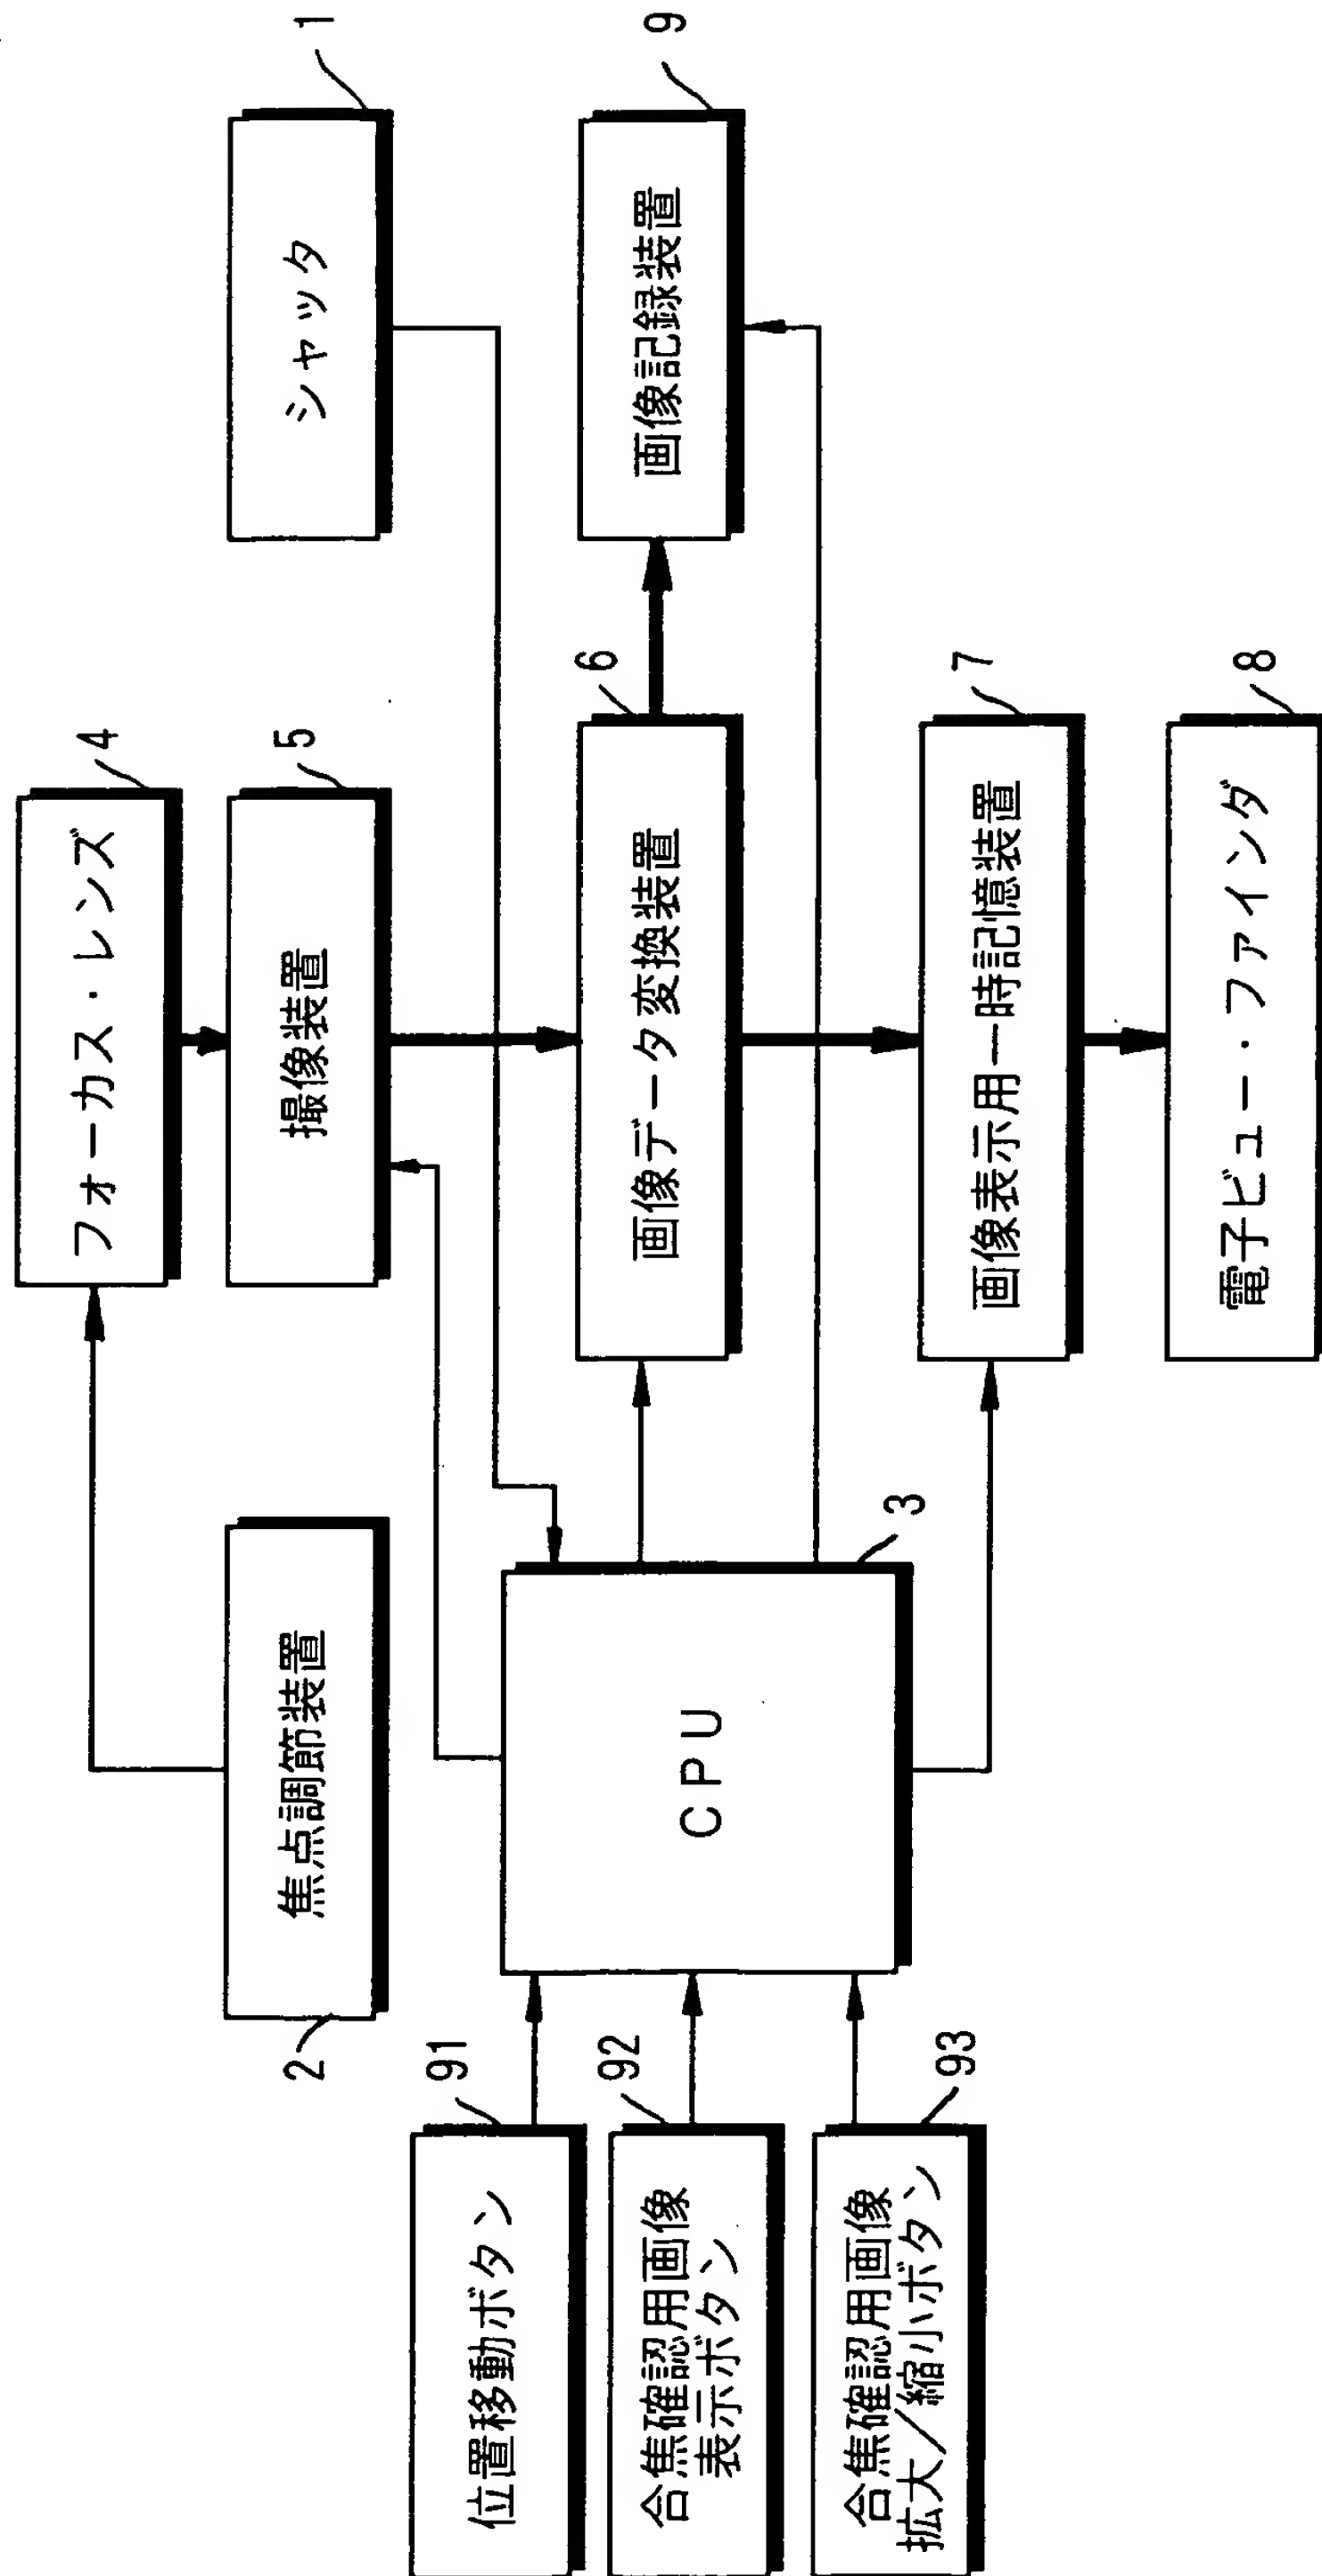 フォーカス・レンズ
4
撮像装置
5
シャッタ
1
焦点調節装置
2
画像データ変換装置
6
画像記録装置
9
CPU
3
画像表示用一時記憶装置
7
電子ビュー・ファインダ
8
位置移動ボタン
91
合焦確認用画像
表示ボタン
92
合焦確認用画像
拡大/縮小ボタン
93